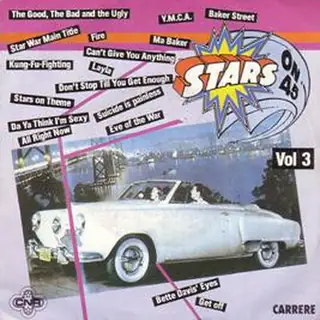 The Good, The Bad and the Ugly
Y.M.C.A.
Baker Street
Star War Main Title
Fire
Ma Baker
Can't Give You Anything
Kung-Fu-Fighting
Layla
STARS
ON 45
Don't Stop Till You Get Enough
Stars on Theme
Suicide is painless
Da Ya Think I'm Sexy
Eve of the War
All Right Now
Vol 3
Bette Davis' Eyes
Get off
CNR
CARRERE